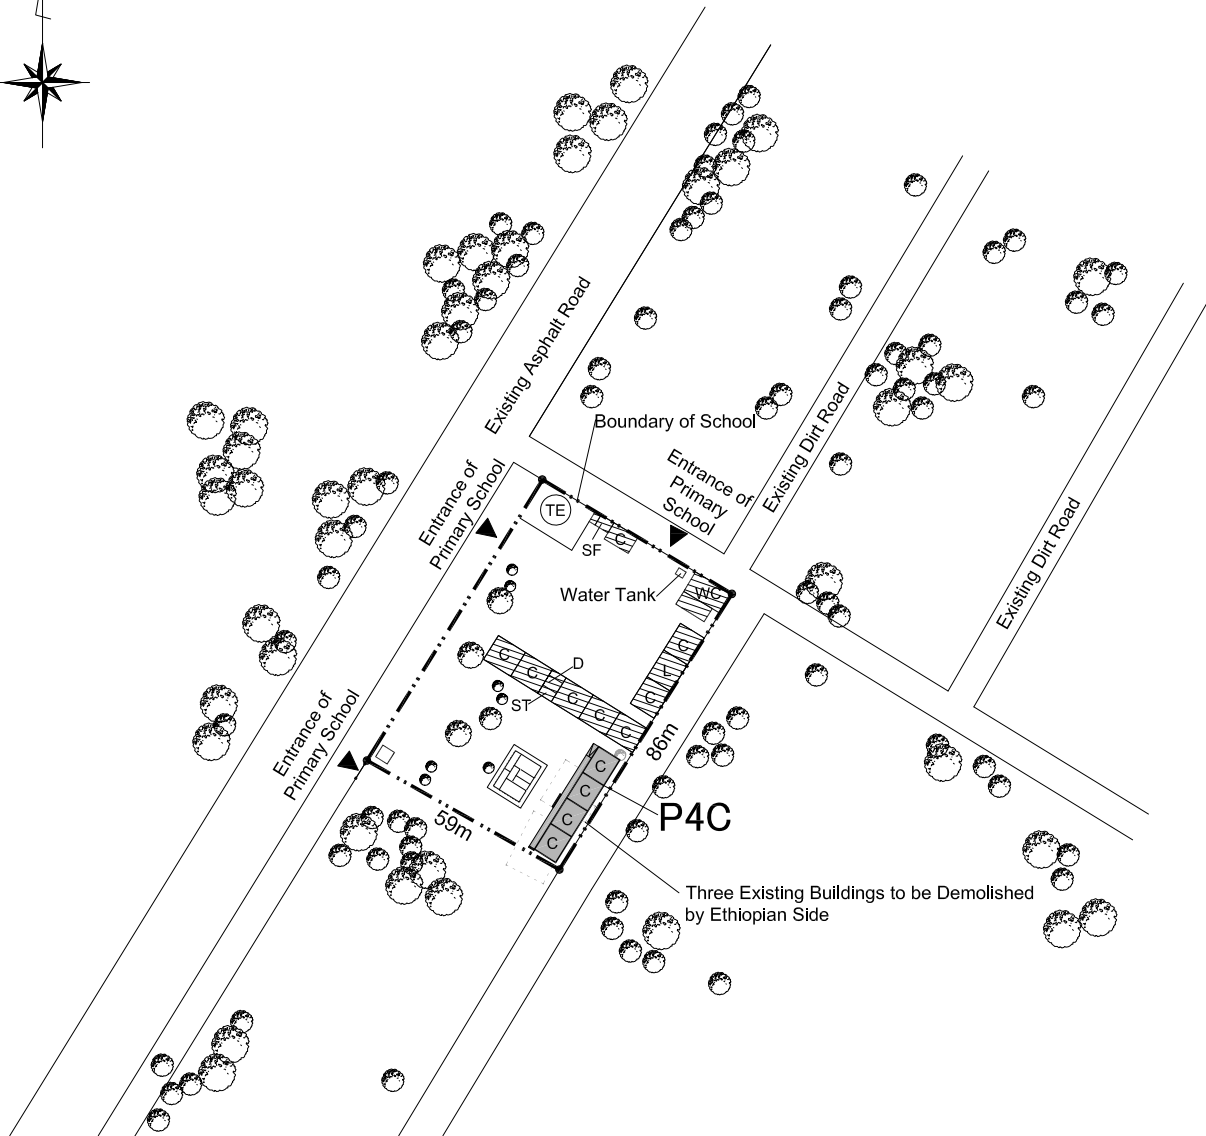 Existing Asphalt Road
Boundary of School
Entrance of
Primary School
Entrance of
Primary
School
Existing Dirt Road
Existing Dirt Road
TE
SF
C
Water Tank
WC
C
L
C
C
C
D
ST
C
C
C
86m
Entrance of
Primary School
59m
C
C
C
C
P4C
Three Existing Buildings to be Demolished
by Ethiopian Side